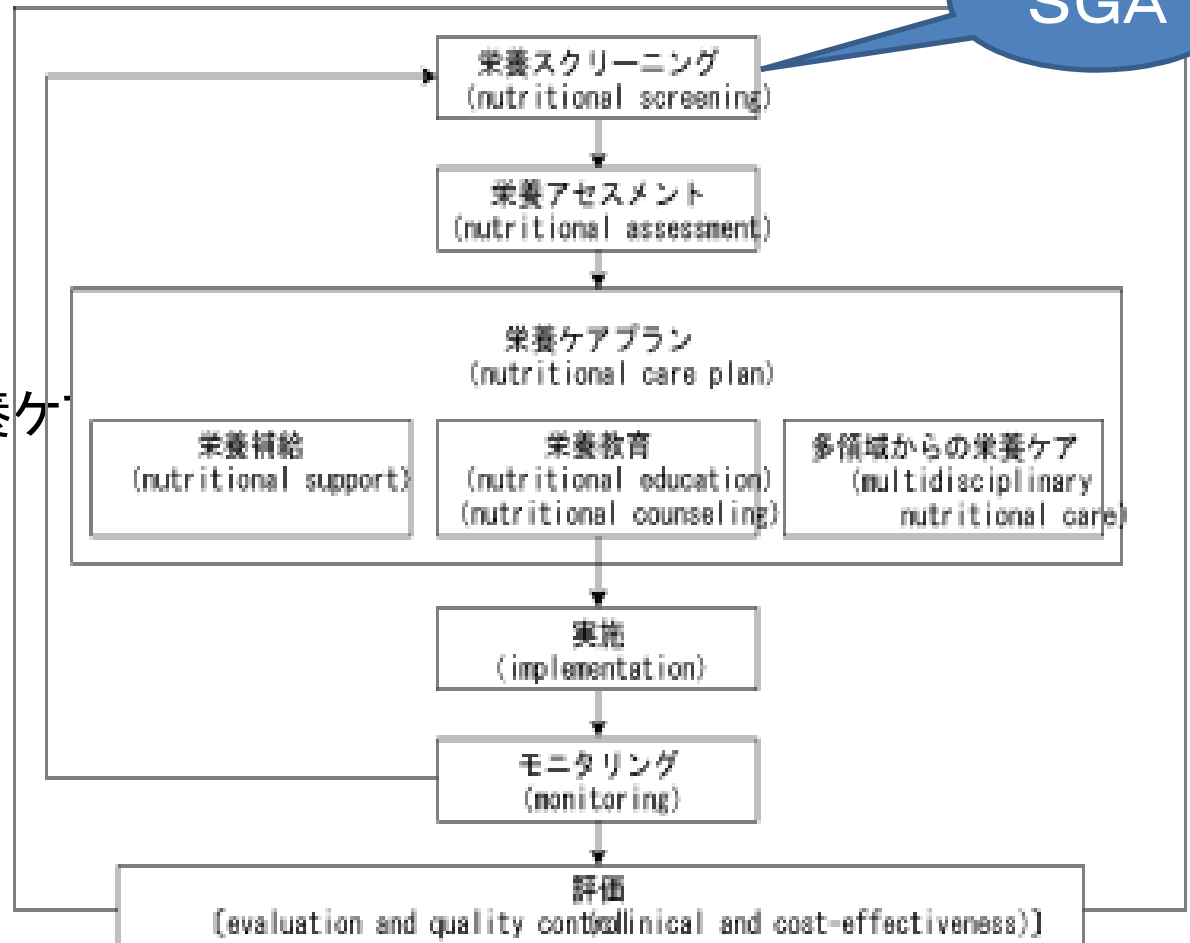 SGA
栄養スクリーニング
(nutritional screening)
栄養アセスメント
(nutritional assessment)
栄養ケアプラン
(nutritional care plan)
養ケ
栄養補給
(nutritional support)
栄養教育
(nutritional education)
(nutritional counseling)
多領域からの栄養ケア
(multidisciplinary
nutritional care)
実施
(implementation)
モニタリング
(monitoring)
評価
[evaluation and quality clinical and cost-effectiveness)]